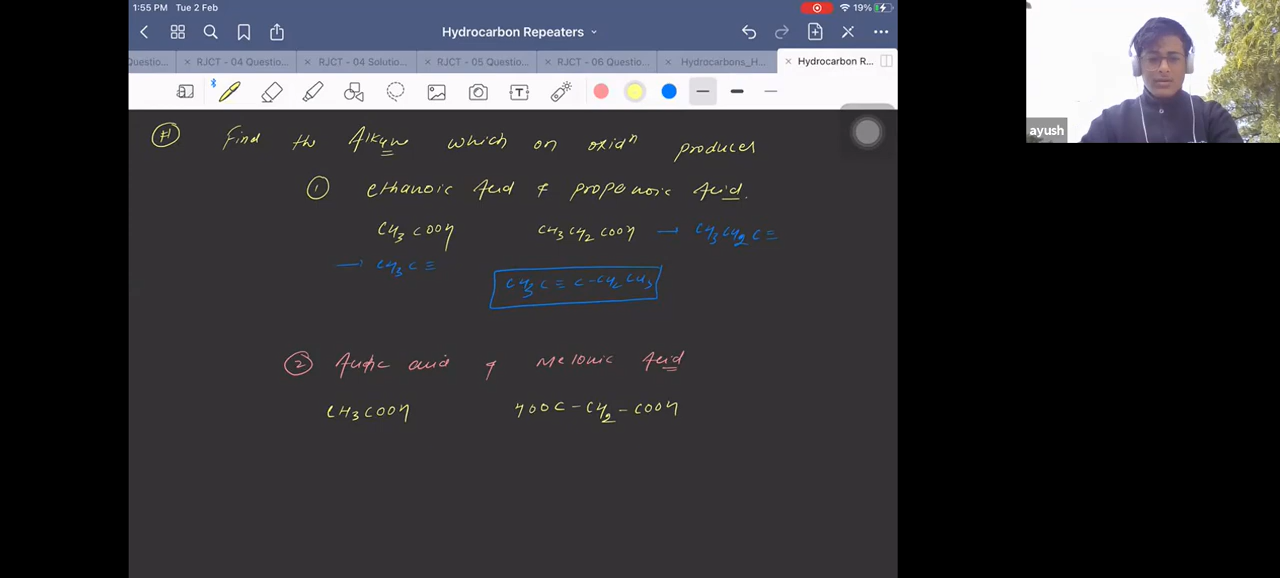 1:55 PM Tue 2 Feb
19%
Hydrocarbon Repeaters
Questio... RJCT - 04 Questio... RJCT - 04 Solutio... RJCT - 05 Questio... RJCT - 06 Questio... Hydrocarbons_H... Hydrocarbon R...
ayush
(#) Find the Alkyne which on oxidⁿ produces
① ethanoic Acid & propanoic Acid.
CH₃COOH CH₃CH₂COOH → CH₃CH₂C≡
→ CH₃C≡ CH₃C≡C-CH₂CH₃
② acid & Melonic Acid
CH₃COOH HOOC-CH₂-COOH